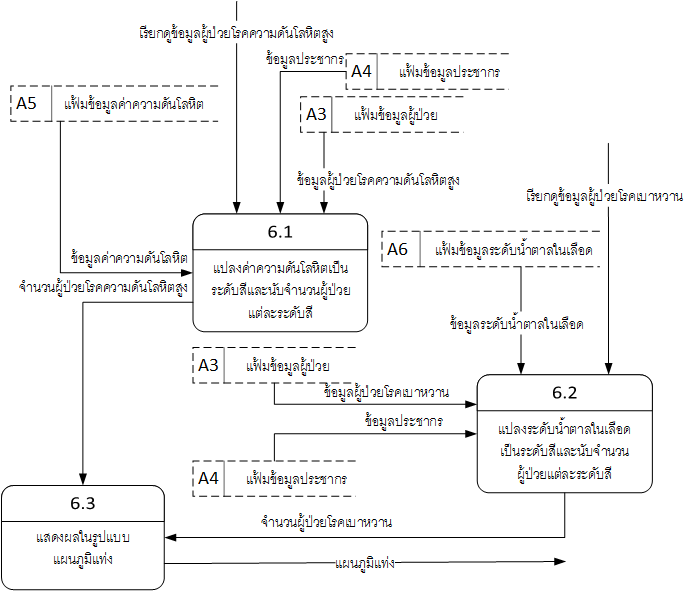 เรียกดูข้อมูลผู้ป่วยโรคความดันโลหิตสูง
ข้อมูลประชากร
A4 แฟ้มข้อมูลประชากร
A5 แฟ้มข้อมูลค่าความดันโลหิต
A3 แฟ้มข้อมูลผู้ป่วย
ข้อมูลผู้ป่วยโรคความดันโลหิตสูง
เรียกดูข้อมูลผู้ป่วยโรคเบาหวาน
6.1
แปลงค่าความดันโลหิตเป็น
ระดับสีและนับจำนวนผู้ป่วย
แต่ละระดับสี
A6 แฟ้มข้อมูลระดับน้ำตาลในเลือด
ข้อมูลค่าความดันโลหิต
จำนวนผู้ป่วยโรคความดันโลหิตสูง
ข้อมูลระดับน้ำตาลในเลือด
A3 แฟ้มข้อมูลผู้ป่วย
ข้อมูลผู้ป่วยโรคเบาหวาน
6.2
แปลงระดับน้ำตาลในเลือด
เป็นระดับสีและนับจำนวน
ผู้ป่วยแต่ละระดับสี
ข้อมูลประชากร
A4 แฟ้มข้อมูลประชากร
6.3
แสดงผลในรูปแบบ
แผนภูมิแท่ง
จำนวนผู้ป่วยโรคเบาหวาน
แผนภูมิแท่ง